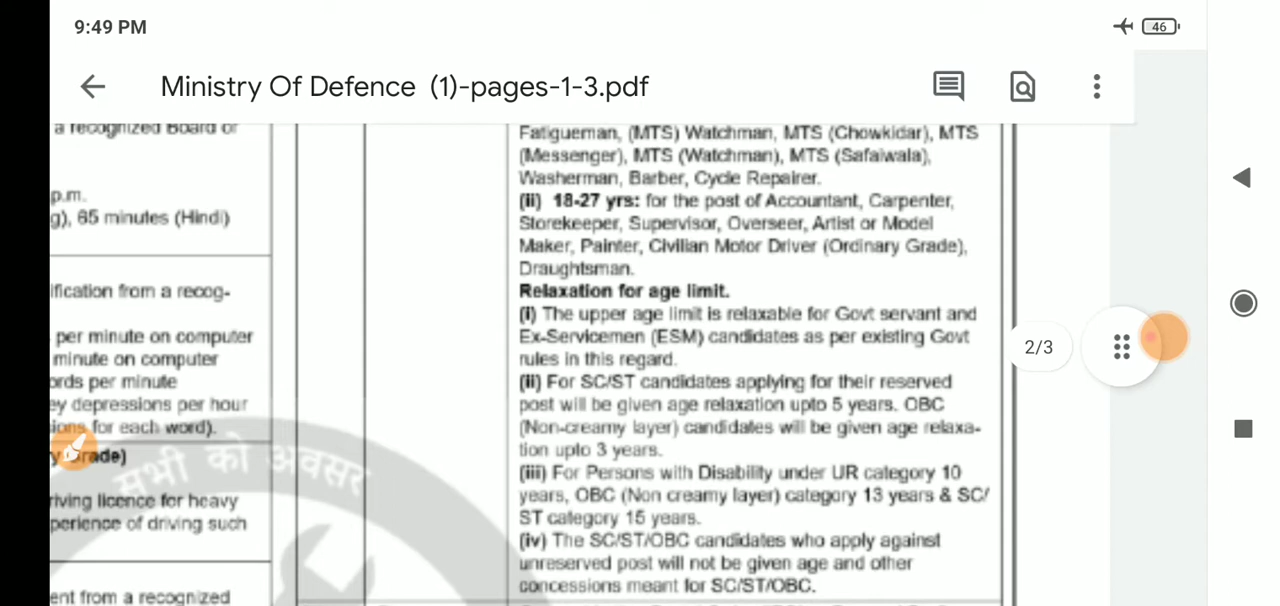 9:49 PM
46
Ministry Of Defence (1)-pages-1-3.pdf
a recognized Board or
p.m.
g), 65 minutes (Hindi)
ification from a recog-
per minute on computer
minute on computer
ords per minute
ey depressions per hour
ions for each word).
y Grade)
riving licence for heavy
perience of driving such
ent from a recognized
Fatigueman, (MTS) Watchman, MTS (Chowkidar), MTS
(Messenger), MTS (Watchman), MTS (Safaiwala),
Washerman, Barber, Cycle Repairer.
(ii) 18-27 yrs: for the post of Accountant, Carpenter,
Storekeeper, Supervisor, Overseer, Artist or Model
Maker, Painter, Civilian Motor Driver (Ordinary Grade),
Draughtsman.
Relaxation for age limit.
(i) The upper age limit is relaxable for Govt servant and
Ex-Servicemen (ESM) candidates as per existing Govt
rules in this regard.
(ii) For SC/ST candidates applying for their reserved
post will be given age relaxation upto 5 years. OBC
(Non-creamy layer) candidates will be given age relaxa-
tion upto 3 years.
(iii) For Persons with Disability under UR category 10
years, OBC (Non creamy layer) category 13 years & SC/
ST category 15 years.
(iv) The SC/ST/OBC candidates who apply against
unreserved post will not be given age and other
concessions meant for SC/ST/OBC.
2/3
सभी को अवसर